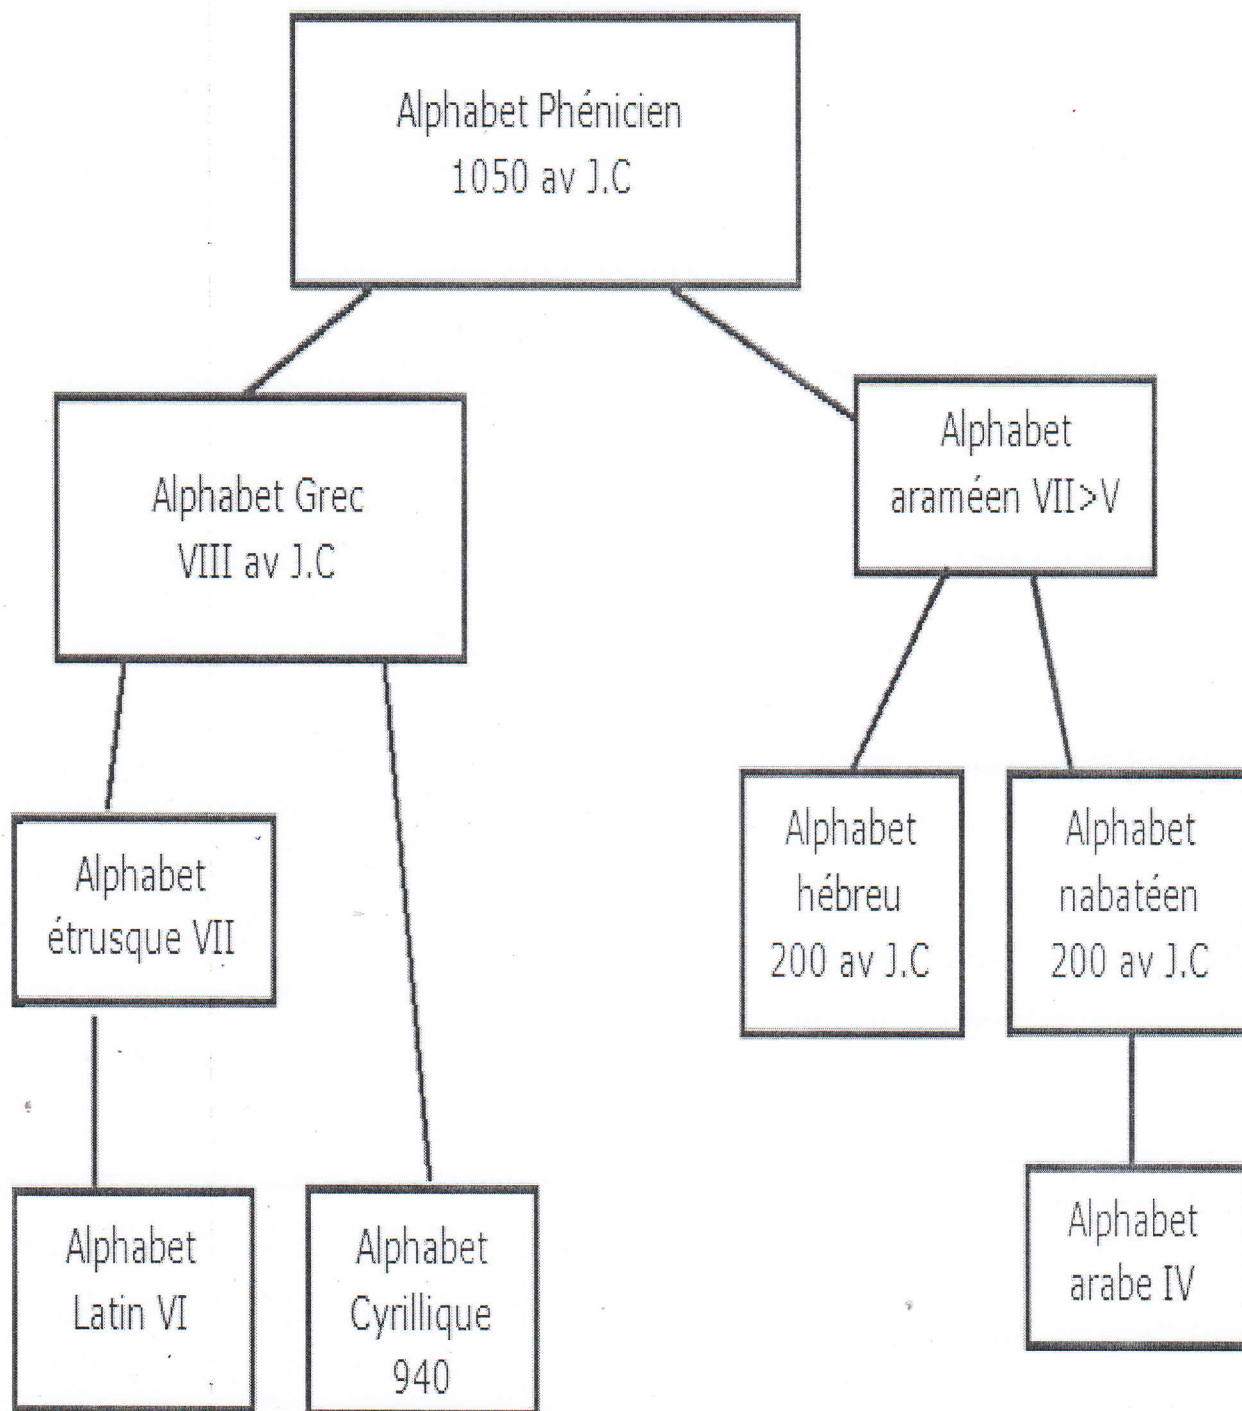 Alphabet Phénicien
1050 av J.C
Alphabet Grec
VIII av J.C
Alphabet
araméen VII>V
Alphabet
étrusque VII
Alphabet
hébreu
200 av J.C
Alphabet
nabatéen
200 av J.C
Alphabet
Latin VI
Alphabet
Cyrillique
940
Alphabet
arabe IV